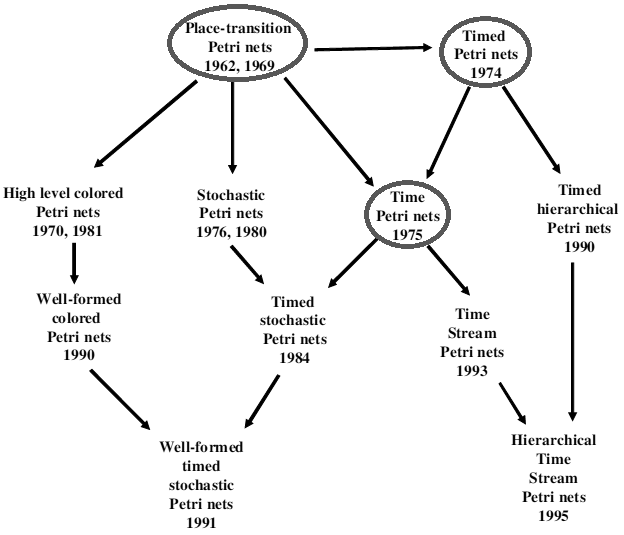 Place-transition
Petri nets
1962, 1969
Timed
Petri nets
1974
High level colored
Petri nets
1970, 1981
Stochastic
Petri nets
1976, 1980
Time
Petri nets
1975
Timed
hierarchical
Petri nets
1990
Well-formed
colored
Petri nets
1990
Timed
stochastic
Petri nets
1984
Time
Stream
Petri nets
1993
Well-formed
timed
stochastic
Petri nets
1991
Hierarchical
Time
Stream
Petri nets
1995